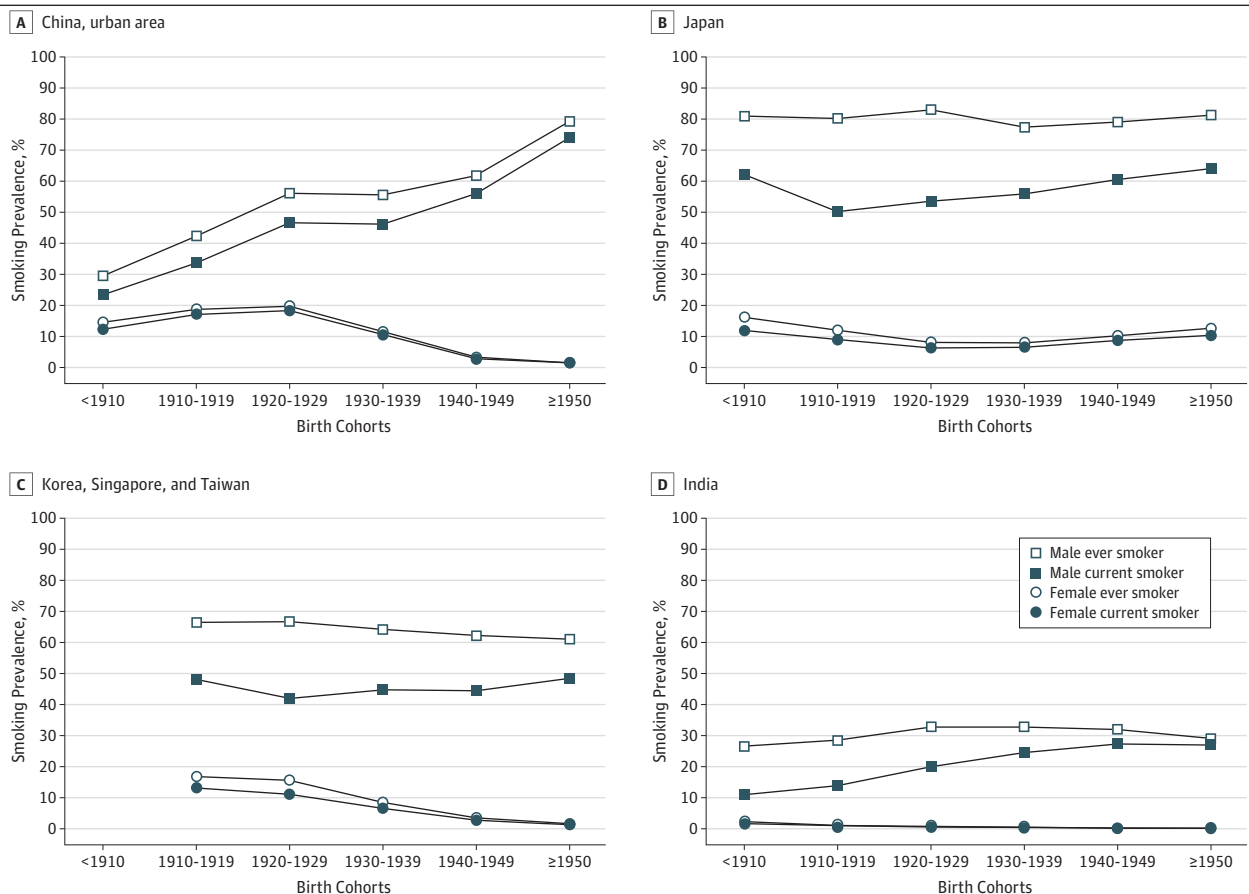 A China, urban area
100
90
80
70
60
50
40
30
20
10
0
Smoking Prevalence, %
<1910 1910-1919 1920-1929 1930-1939 1940-1949 ≥1950
Birth Cohorts
B Japan
100
90
80
70
60
50
40
30
20
10
0
Smoking Prevalence, %
<1910 1910-1919 1920-1929 1930-1939 1940-1949 ≥1950
Birth Cohorts
C Korea, Singapore, and Taiwan
100
90
80
70
60
50
40
30
20
10
0
Smoking Prevalence, %
<1910 1910-1919 1920-1929 1930-1939 1940-1949 ≥1950
Birth Cohorts
D India
100
90
80
70
60
50
40
30
20
10
0
Smoking Prevalence, %
Male ever smoker
Male current smoker
Female ever smoker
Female current smoker
<1910 1910-1919 1920-1929 1930-1939 1940-1949 ≥1950
Birth Cohorts